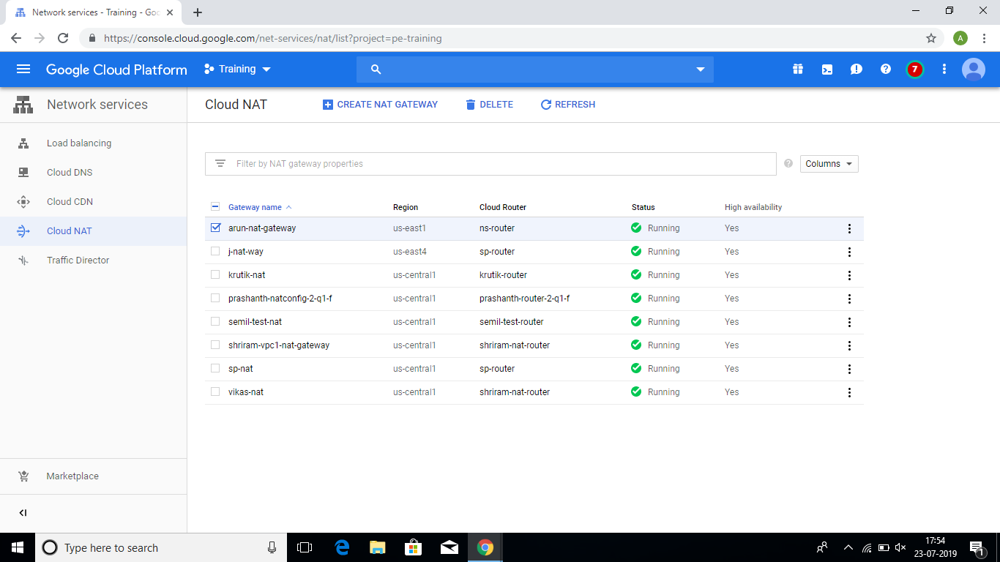 Network services - Training - Goo
https://console.cloud.google.com/net-services/nat/list?project=pe-training
A
Google Cloud Platform
Training
7
Network services
Cloud NAT
CREATE NAT GATEWAY
DELETE
REFRESH
Load balancing
Cloud DNS
Cloud CDN
Cloud NAT
Traffic Director
Filter by NAT gateway properties
Columns
Gateway name Region Cloud Router Status High availability
arun-nat-gateway us-east1 ns-router Running Yes
j-nat-way us-east4 sp-router Running Yes
krutik-nat us-central1 krutik-router Running Yes
prashanth-natconfig-2-q1-f us-central1 prashanth-router-2-q1-f Running Yes
semil-test-nat us-central1 semil-test-router Running Yes
shriram-vpc1-nat-gateway us-central1 shriram-nat-router Running Yes
sp-nat us-central1 sp-router Running Yes
vikas-nat us-central1 shriram-nat-router Running Yes
Marketplace
Type here to search
17:54
23-07-2019
1